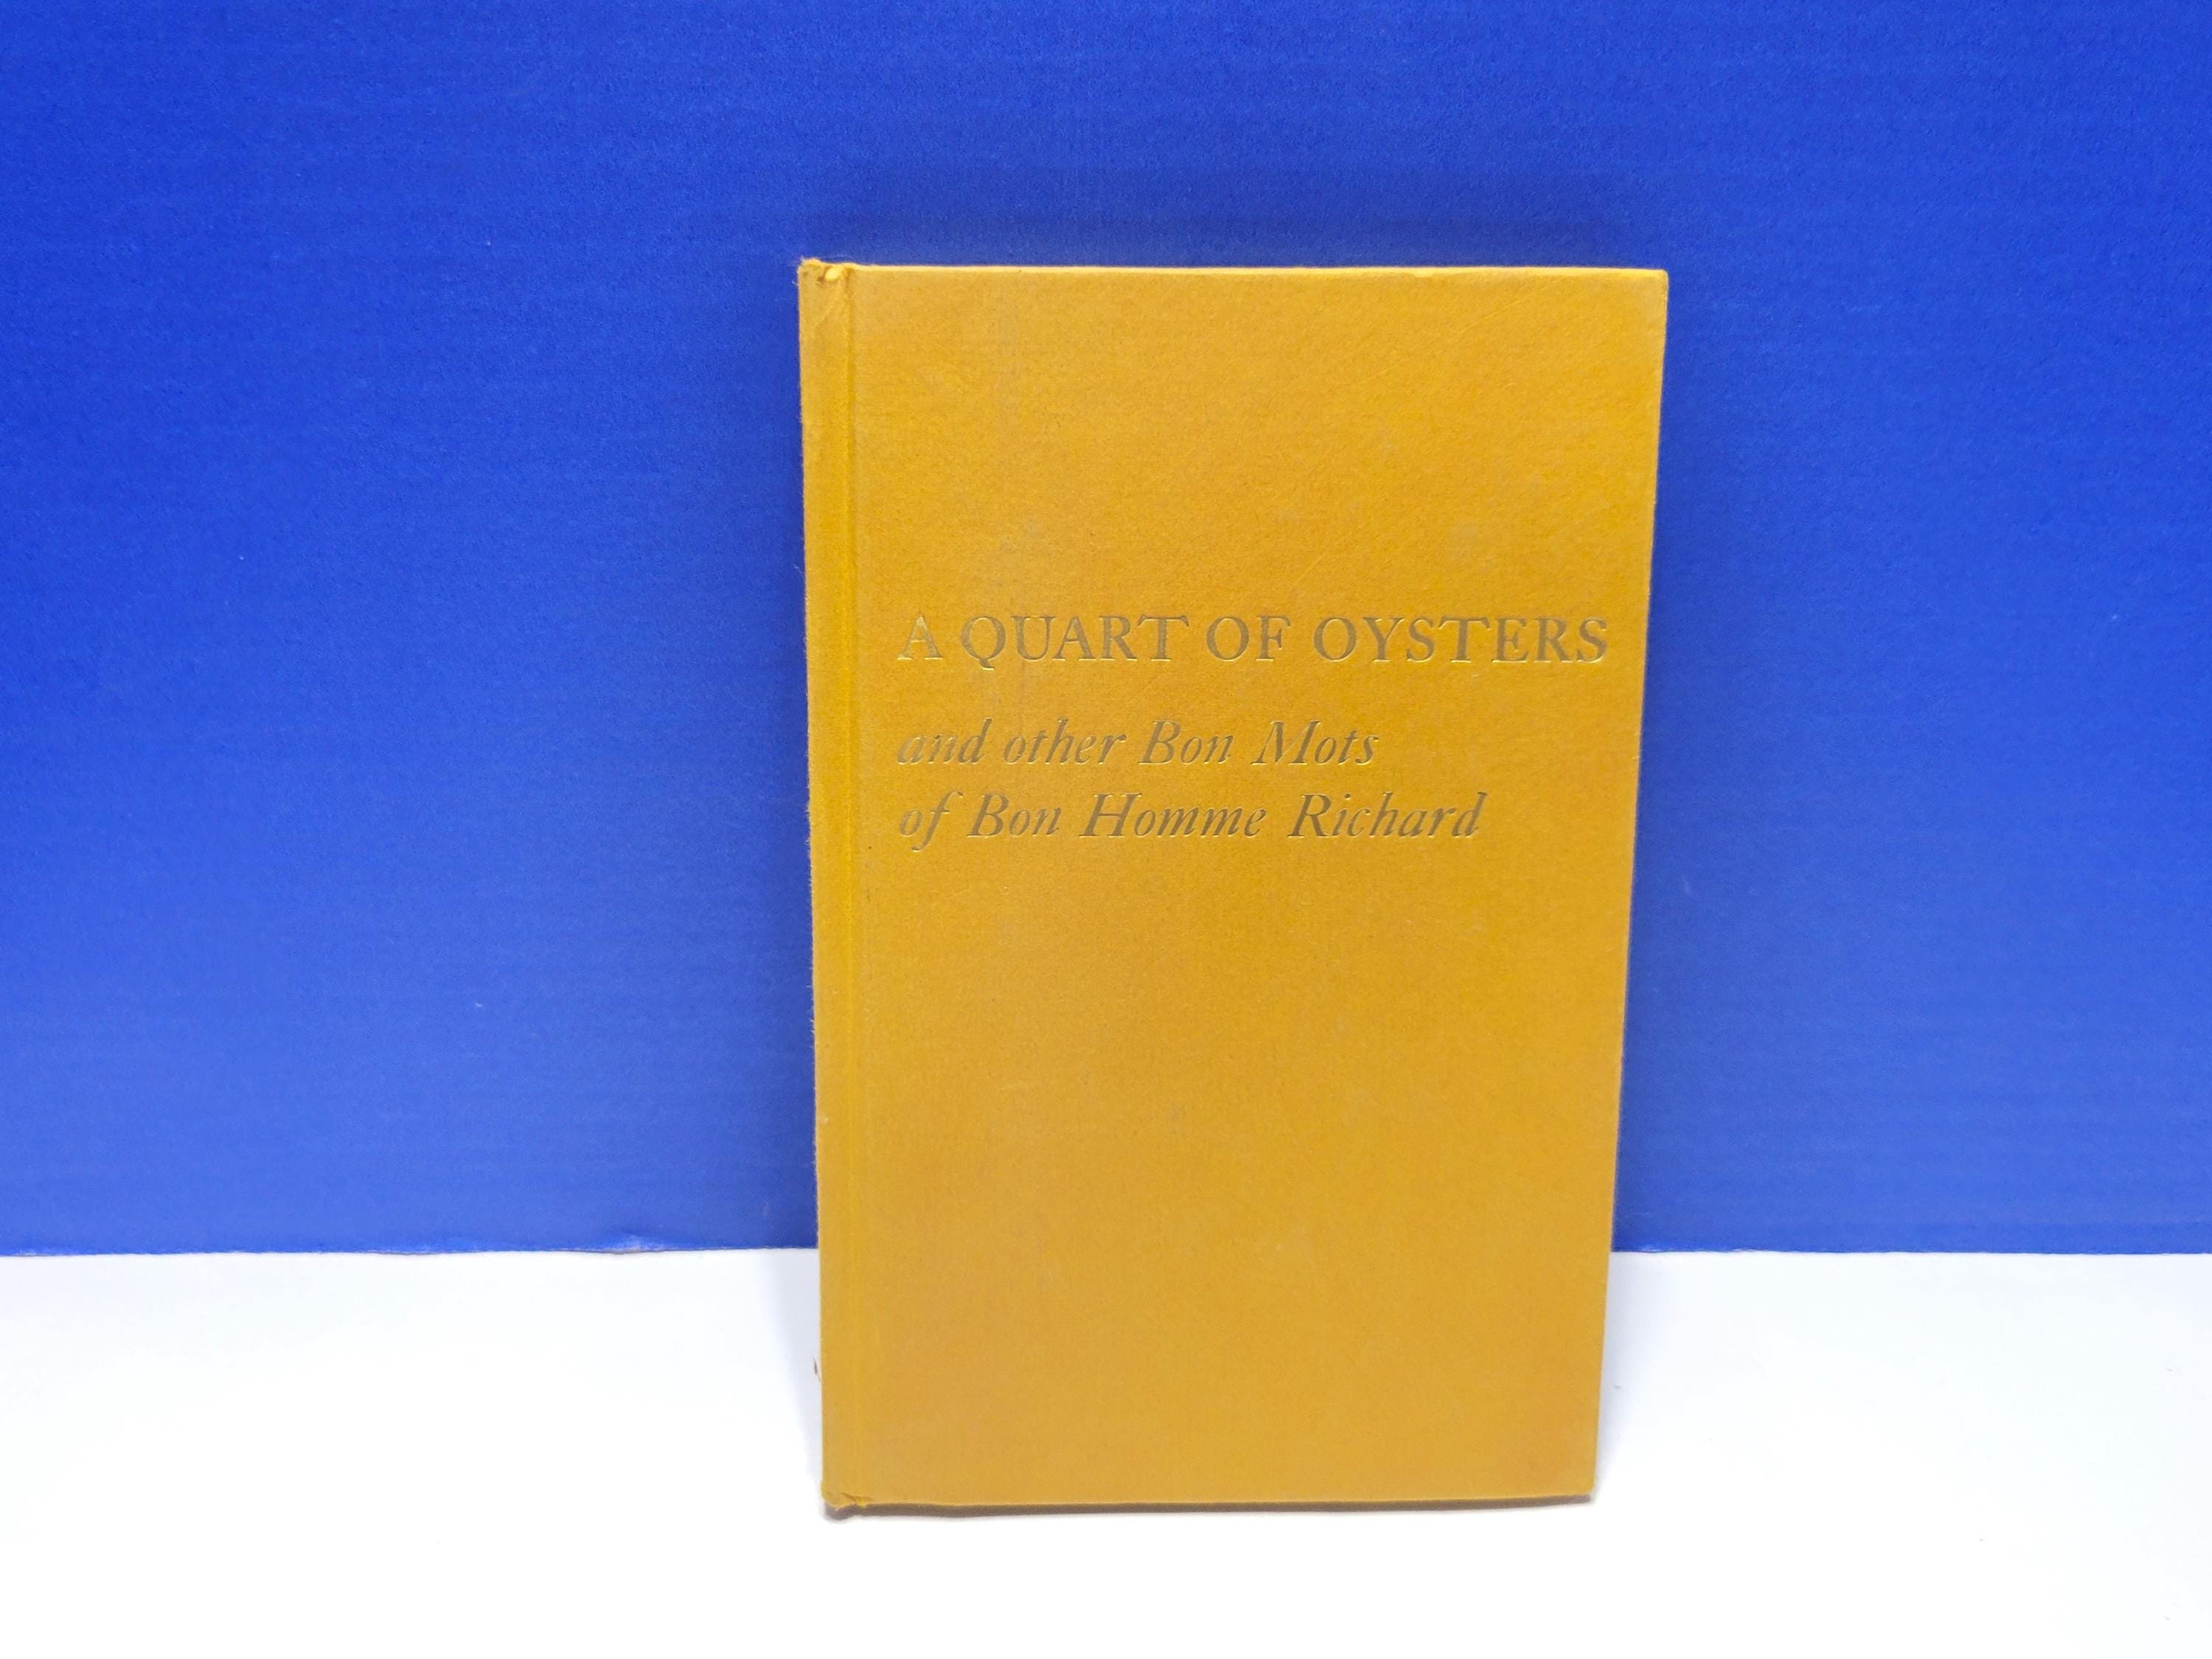 A QUART OF OYSTERS
and other Bon Mots
of Bon Homme Richard